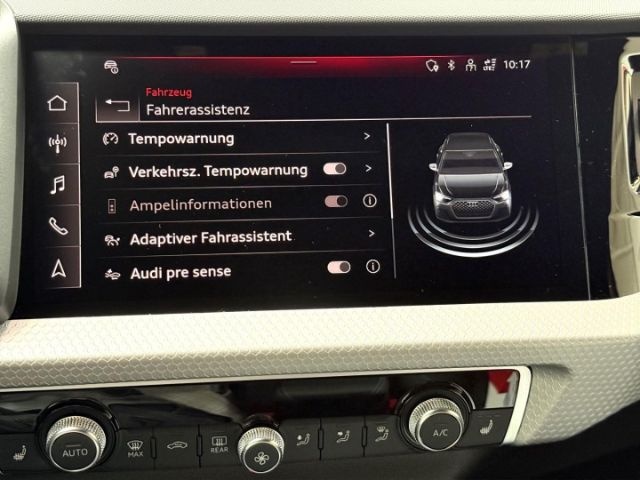 10:17
Fahrzeug
Fahrerassistenz
Tempowarnung
Verkehrsz. Tempowarnung
Ampelinformationen
Adaptiver Fahrassistent
Audi pre sense
AUTO
MAX
REAR
A/C